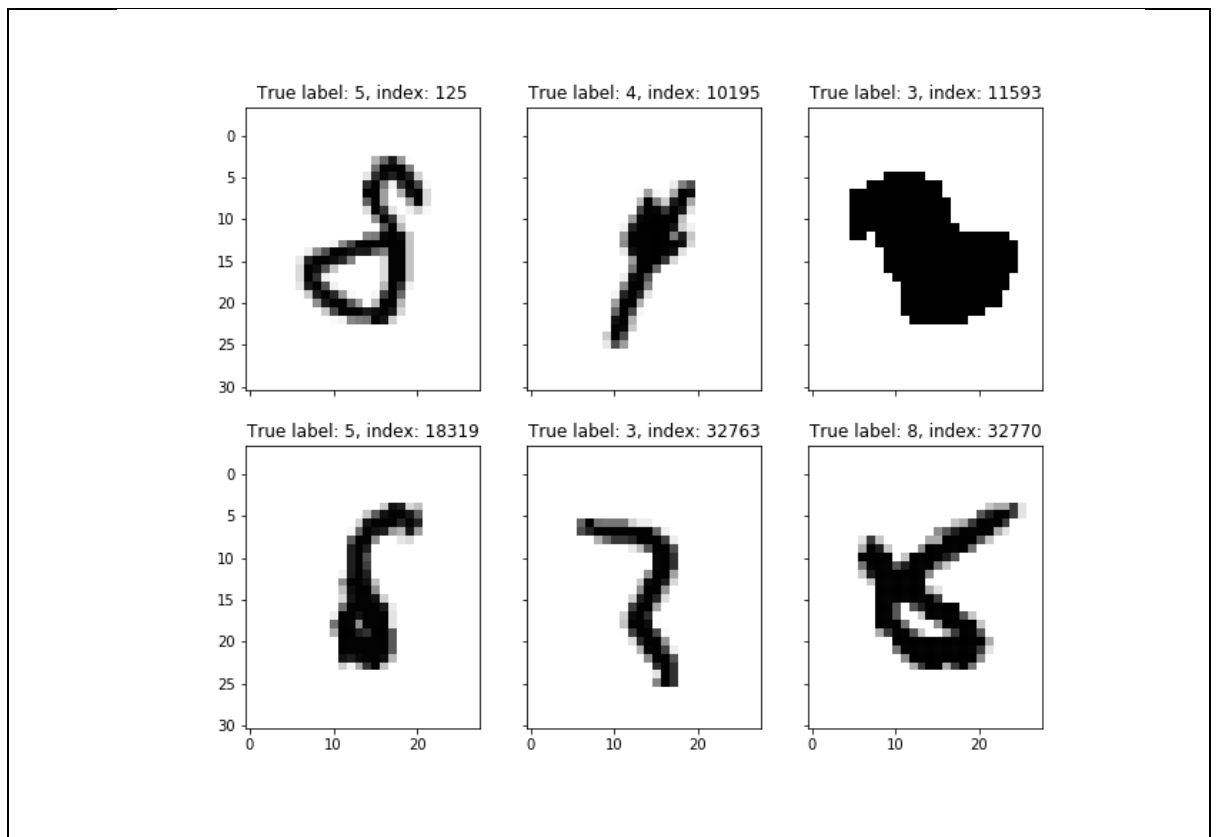 True label: 5, index: 125
True label: 4, index: 10195
True label: 3, index: 11593
0
5
10
15
20
25
30
True label: 5, index: 18319
True label: 3, index: 32763
True label: 8, index: 32770
0
5
10
15
20
25
30
0 10 20
0 10 20
0 10 20